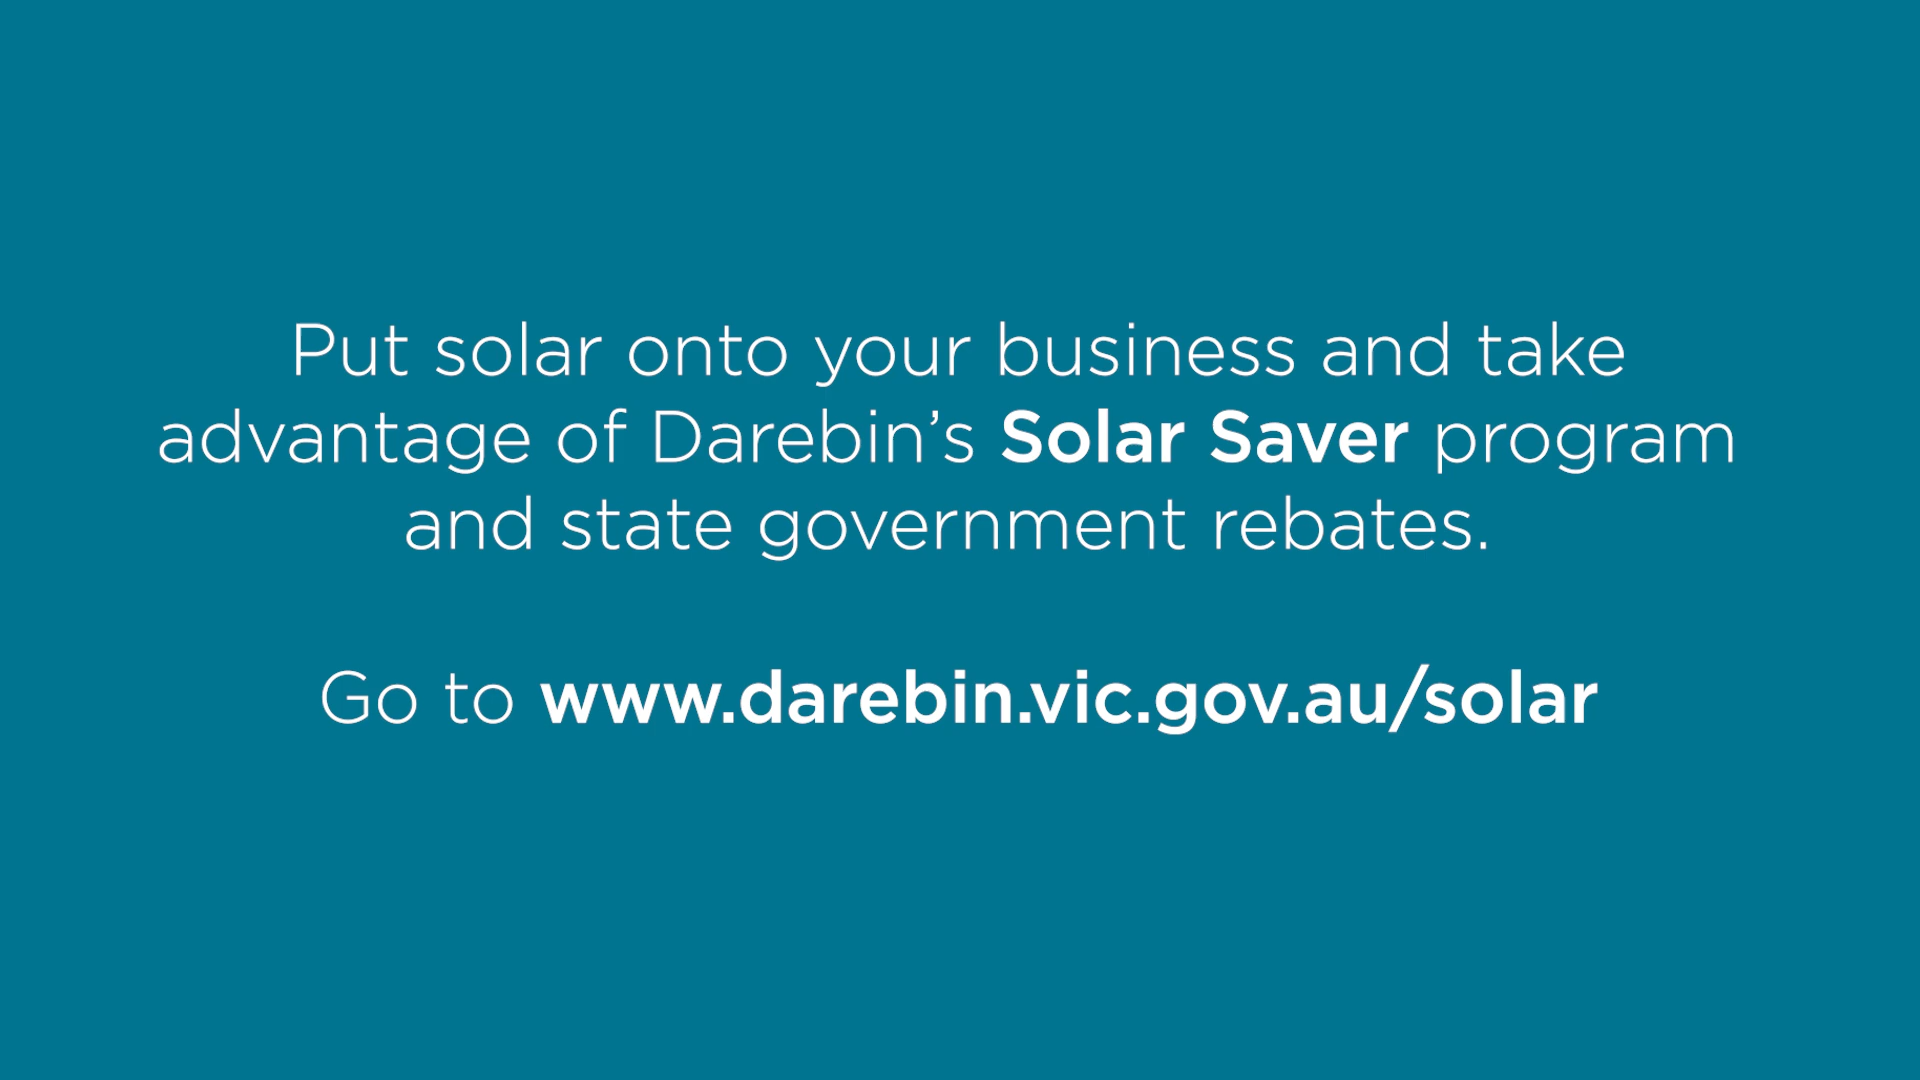 Put solar onto your business and take
advantage of Darebin’s Solar Saver program
and state government rebates.
Go to www.darebin.vic.gov.au/solar